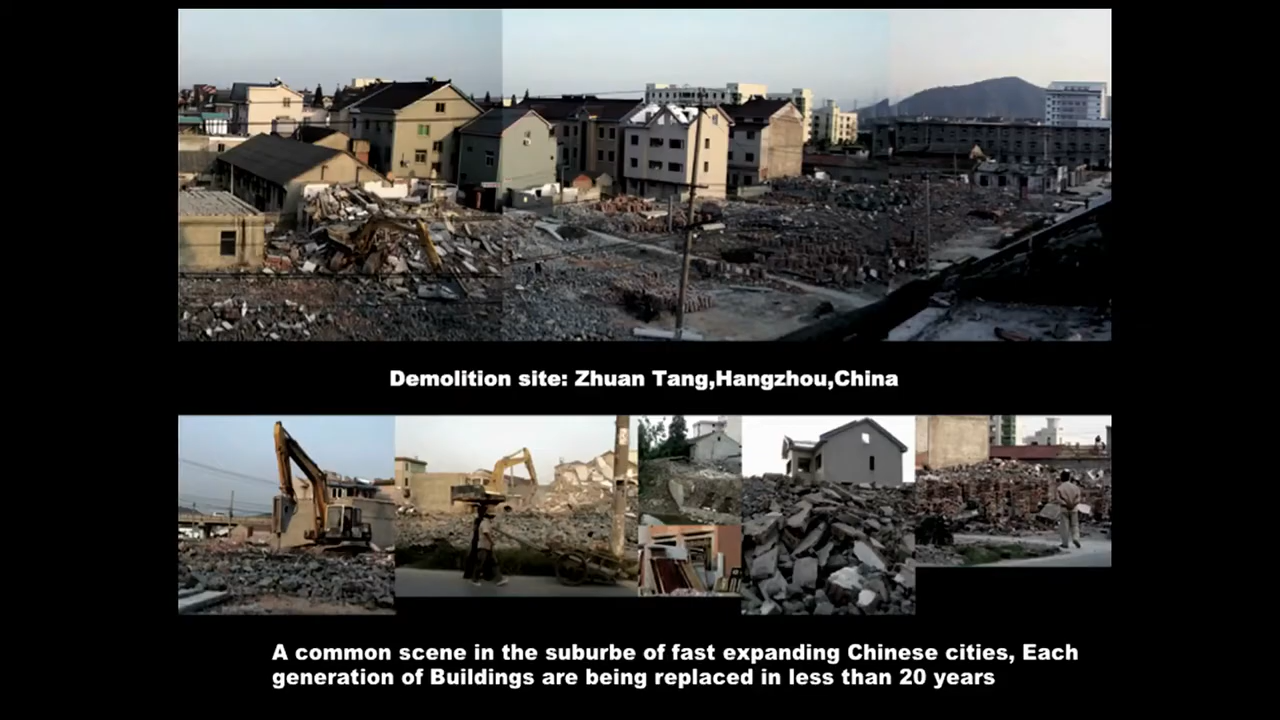 Demolition site: Zhuan Tang,Hangzhou,China
A common scene in the suburbe of fast expanding Chinese cities, Each
generation of Buildings are being replaced in less than 20 years